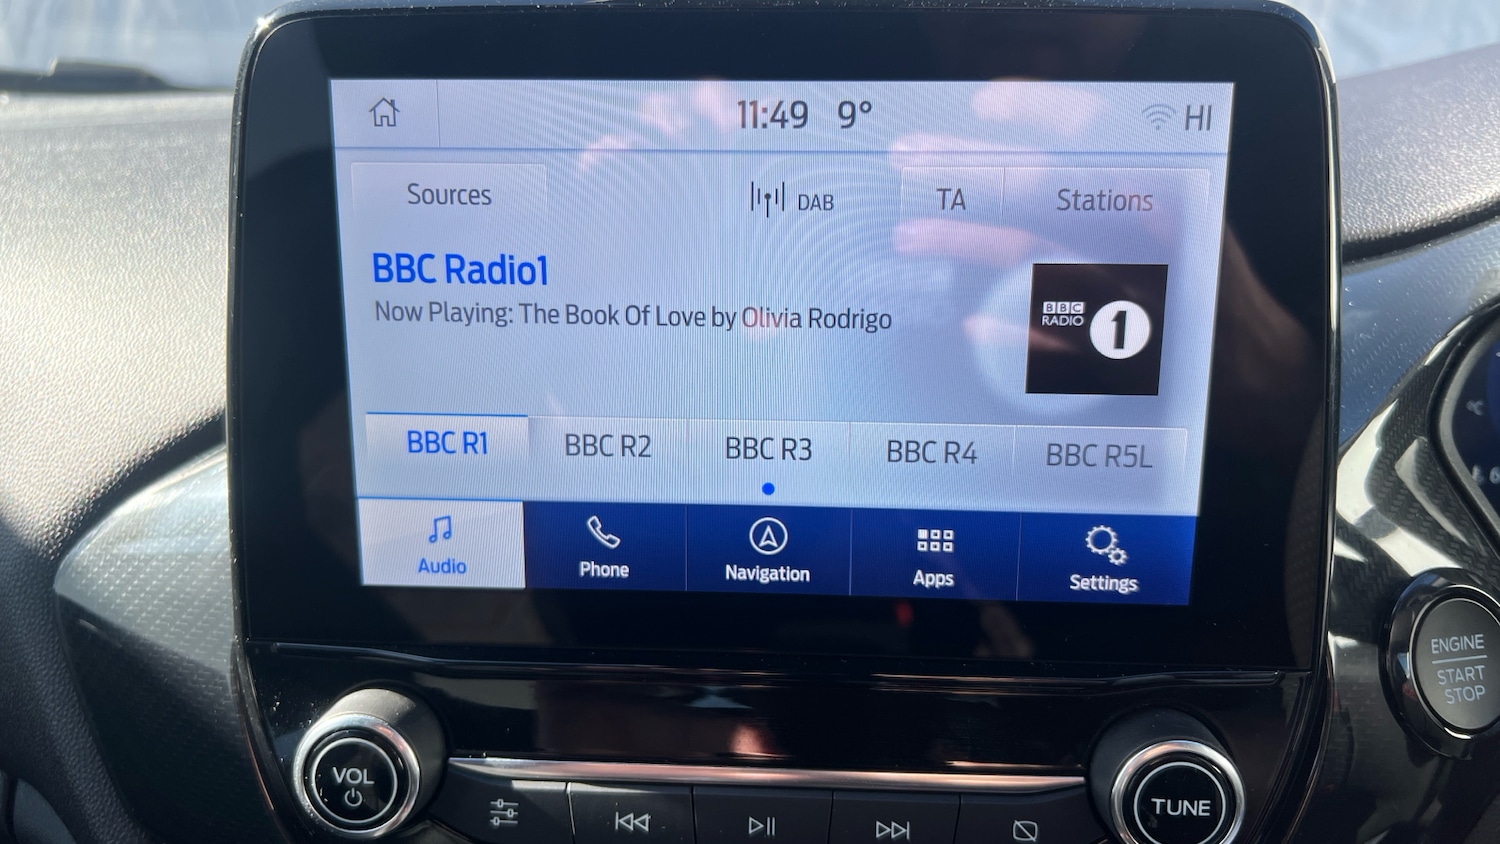 11:49 9° HI
Sources DAB TA Stations
BBC Radio1
Now Playing: The Book Of Love by Olivia Rodrigo
BBC
RADIO 1
BBC R1 BBC R2 BBC R3 BBC R4 BBC R5L
Audio Phone Navigation Apps Settings
ENGINE
START
STOP
VOL
TUNE